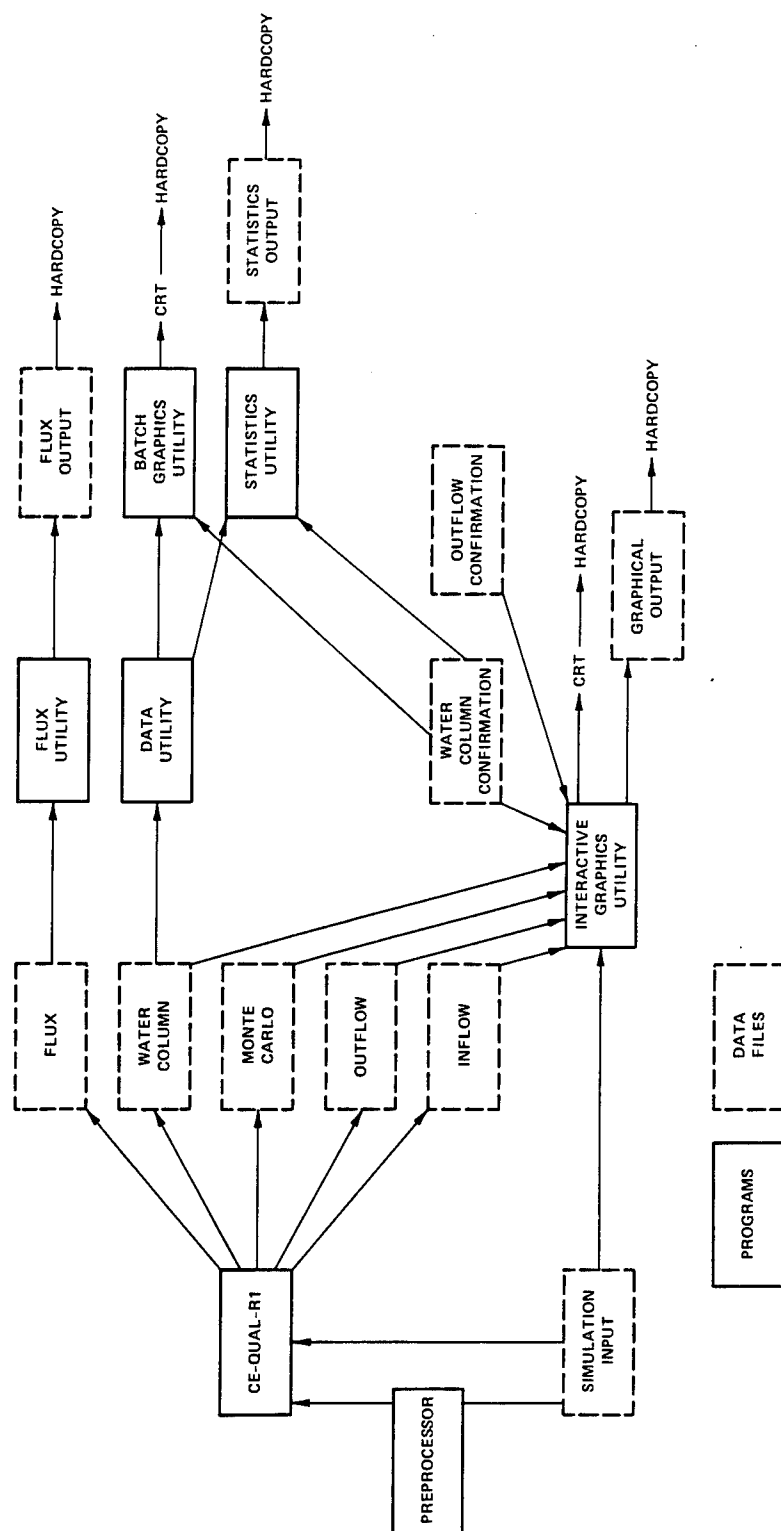 FLUX
OUTPUT
HARDCOPY
FLUX
UTILITY
FLUX
BATCH
GRAPHICS
UTILITY
CRT
HARDCOPY
DATA
UTILITY
WATER
COLUMN
STATISTICS
UTILITY
STATISTICS
OUTPUT
HARDCOPY
MONTE
CARLO
CE-QUAL-R1
OUTFLOW
INFLOW
OUTFLOW
CONFIRMATION
WATER
COLUMN
CONFIRMATION
PREPROCESSOR
SIMULATION
INPUT
INTERACTIVE
GRAPHICS
UTILITY
CRT
HARDCOPY
GRAPHICAL
OUTPUT
HARDCOPY
PROGRAMS
DATA
FILES